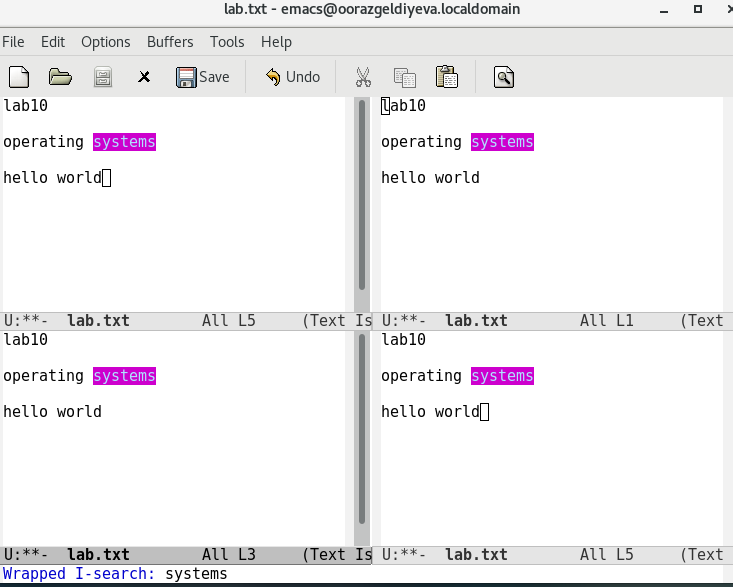 lab.txt - emacs@oorazgeldiyeva.localdomain
File Edit Options Buffers Tools Help
Save Undo
lab10
operating systems
hello world
U:**- lab.txt All L5 (Text Is
lab10
operating systems
hello world
U:**- lab.txt All L1 (Text
lab10
operating systems
hello world
U:**- lab.txt All L3 (Text Is
lab10
operating systems
hello world
U:**- lab.txt All L5 (Text
Wrapped I-search: systems